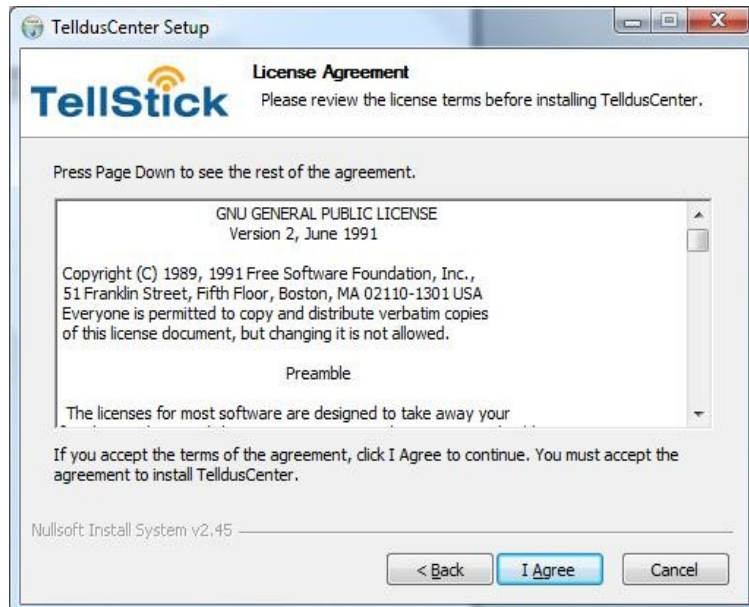 TelldusCenter Setup
TellStick
License Agreement
Please review the license terms before installing TelldusCenter.
Press Page Down to see the rest of the agreement.
GNU GENERAL PUBLIC LICENSE
Version 2, June 1991
Copyright (C) 1989, 1991 Free Software Foundation, Inc.,
51 Franklin Street, Fifth Floor, Boston, MA 02110-1301 USA
Everyone is permitted to copy and distribute verbatim copies
of this license document, but changing it is not allowed.
Preamble
The licenses for most software are designed to take away your
If you accept the terms of the agreement, click I Agree to continue. You must accept the
agreement to install TelldusCenter.
Nullsoft Install System v2.45
< Back
I Agree
Cancel